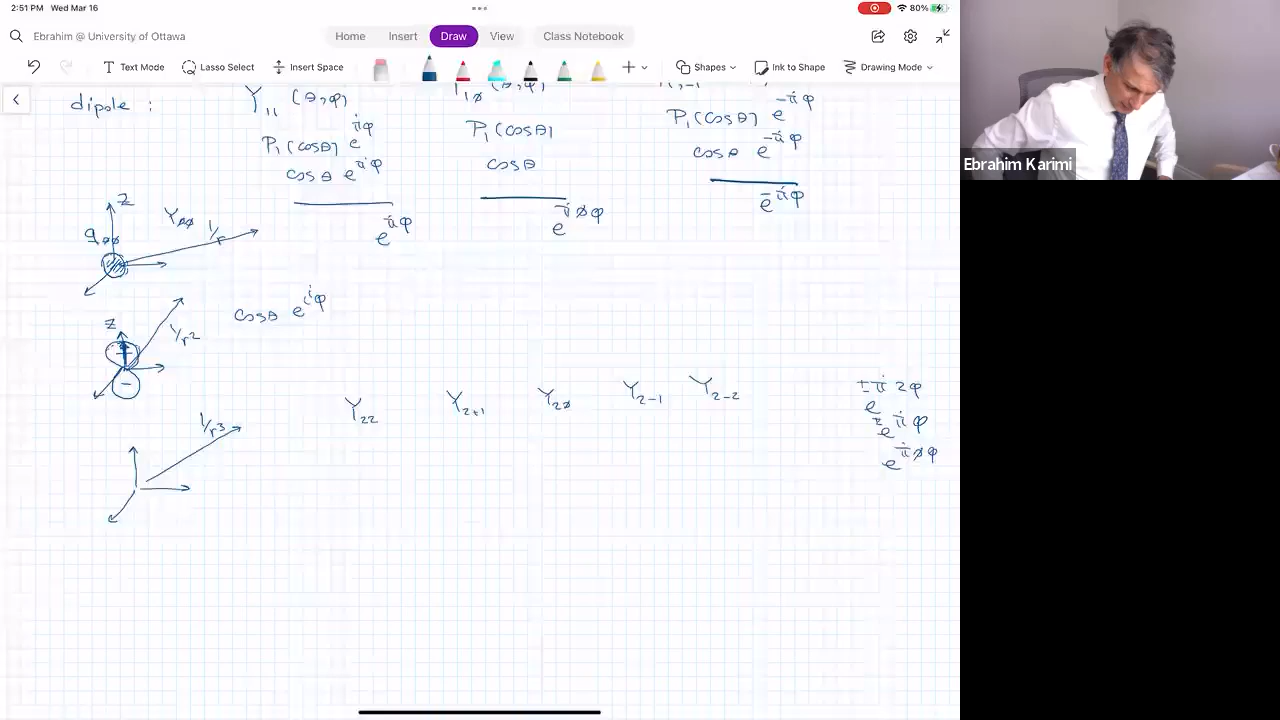 2:51 PM Wed Mar 16
80%
Ebrahim @ University of Ottawa
Home Insert Draw View Class Notebook
Text Mode Lasso Select Insert Space Shapes Ink to Shape Drawing Mode
Ebrahim Karimi
dipole : Y₁₁ (θ,φ)
P₁(cosθ) e^{iφ} P₁(cosθ) P₁(cosθ) e^{-iφ}
cosθ e^{iφ} cosθ cosθ e^{-iφ}
e^{iφ} e^{i0φ} e^{-iφ}
z
q₀₀ Y₀₀ 1/r
z 1/r² cosθ e^{iφ}
Y₂₂ Y₂₊₁ Y₂₀ Y₂₋₁ Y₂₋₂ e^{±i2φ}
1/r³ e^{±iφ}
e^{i0φ}